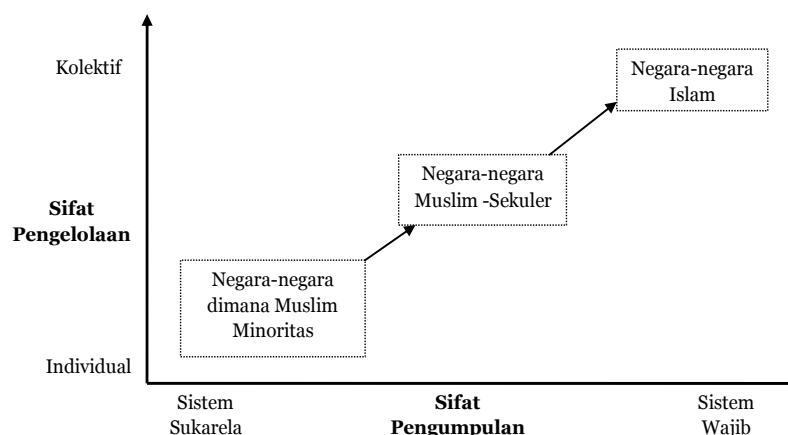 Kolektif
Negara-negara
Islam
Negara-negara
Muslim -Sekuler
Sifat
Pengelolaan
Negara-negara
dimana Muslim
Minoritas
Individual
Sistem
Sukarela
Sifat
Pengumpulan
Sistem
Wajib